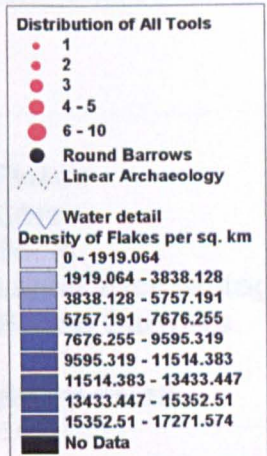 Distribution of All Tools
1
2
3
4 - 5
6 - 10
Round Barrows
Linear Archaeology
Water detail
Density of Flakes per sq. km
0 - 1919.064
1919.064 - 3838.128
3838.128 - 5757.191
5757.191 - 7676.255
7676.255 - 9595.319
9595.319 - 11514.383
11514.383 - 13433.447
13433.447 - 15352.51
15352.51 - 17271.574
No Data